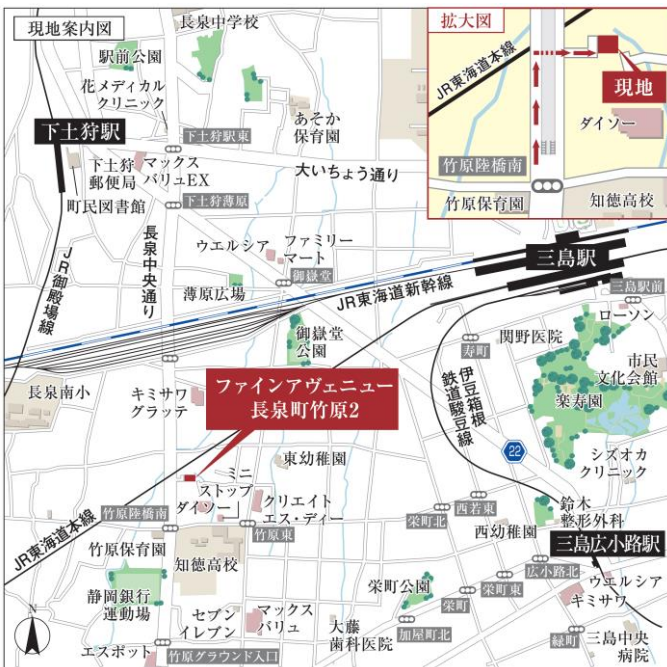 現地案内図
長泉中学校
駅前公園
花メディカル
クリニック
下土狩駅
下土狩駅東
あそか
保育園
下土狩
郵便局
マックス
バリュEX
町民図書館
大いちょう通り
下土狩薄原
JR御殿場線
長泉中央通り
ウエルシア
ファミリー
マート
御嶽堂
薄原広場
JR東海道新幹線
三島駅
三島駅前
ローソン
拡大図
JR東海道本線
現地
ダイソー
竹原陸橋南
竹原保育園
知徳高校
御嶽堂
公園
寿町
関野医院
市民
文化会館
楽寿園
伊豆箱根
鉄道駿豆線
長泉南小
キミサワ
グラッテ
ファインアヴェニュー
長泉町竹原2
22
シズオカ
クリニック
東幼稚園
ミニ
ストップ
ダイソー
クリエイト
エス・ディー
竹原陸橋南
竹原東
JR東海道本線
竹原保育園
知徳高校
栄町北
西若東
西幼稚園
鈴木
整形外科
三島広小路駅
広小路北
ウエルシア
キミサワ
静岡銀行
運動場
セブン
イレブン
マックス
バリュ
栄町公園
栄町東
栄町
加屋町北
大藤
歯科医院
緑町
三島中央
病院
エスポット
竹原グラウンド入口
N